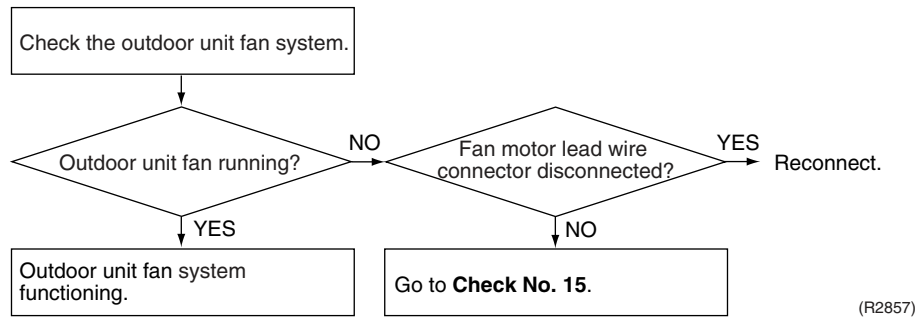 Check the outdoor unit fan system.
Outdoor unit fan running?
NO
Fan motor lead wire
connector disconnected?
YES
Reconnect.
YES
NO
Outdoor unit fan system
functioning.
Go to Check No. 15.
(R2857)